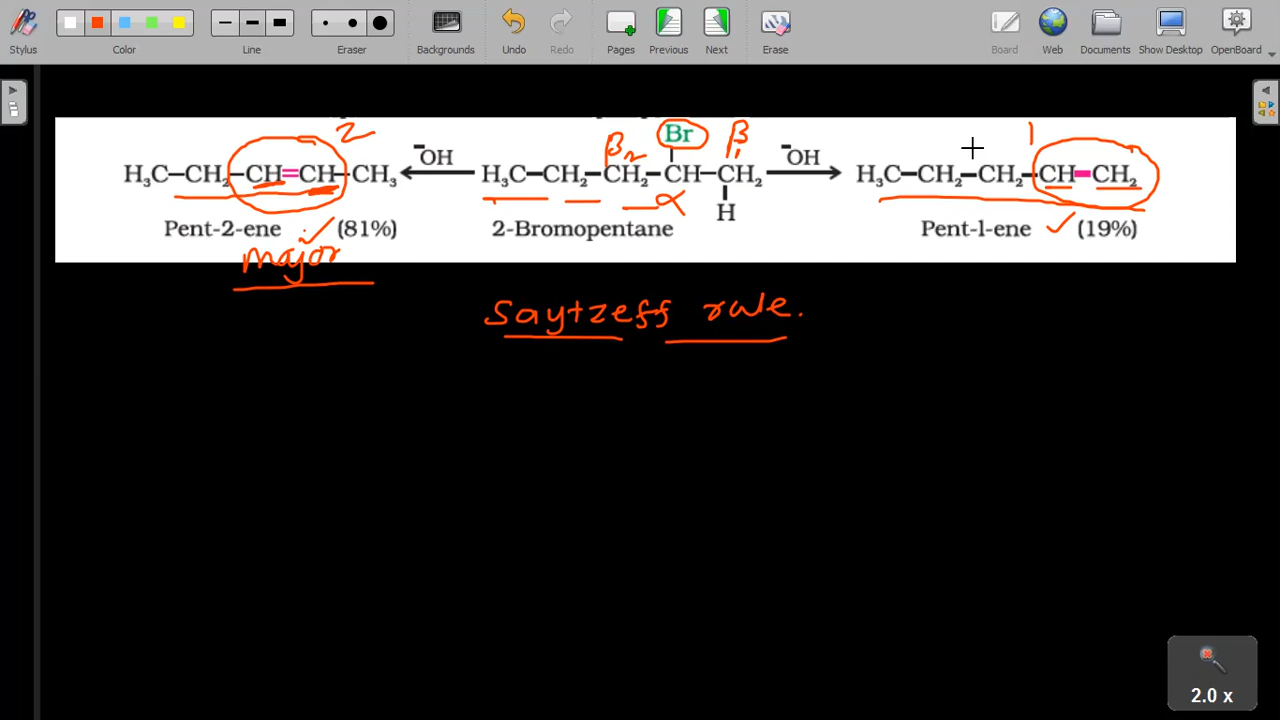 Stylus Color Line Eraser Backgrounds Undo Redo Pages Previous Next Erase Board Web Documents Show Desktop OpenBoard
2 β₂ Br β 1
⁻OH ⁻OH
H₃C–CH₂–CH=CH–CH₃ H₃C–CH₂–CH₂–CH–CH₂ H₃C–CH₂–CH₂–CH=CH₂
α H
Pent-2-ene (81%) 2-Bromopentane Pent-1-ene (19%)
major
Saytzeff rule.
2.0 x